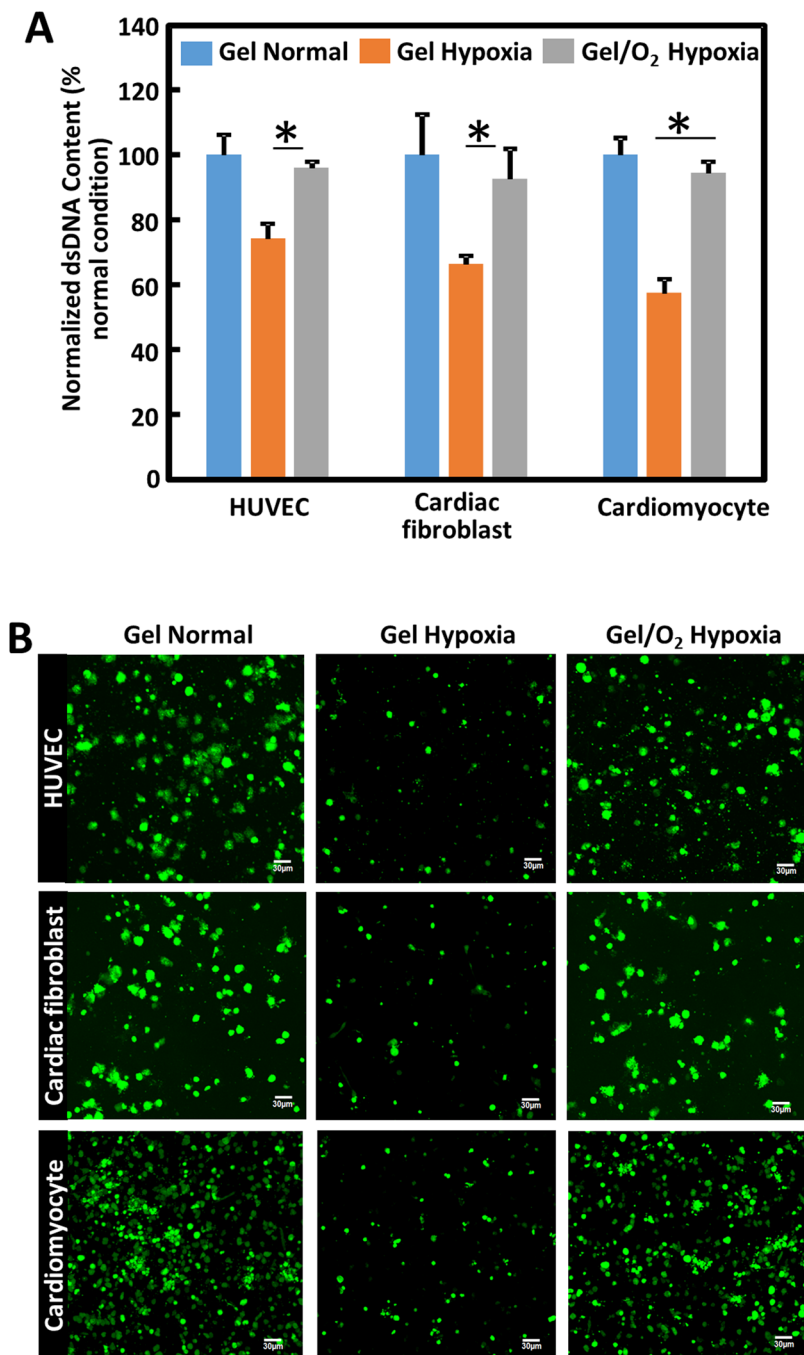 A
140
120
100
80
60
40
20
0
Normalized dsDNA Content (%
normal condition)
Gel Normal
Gel Hypoxia
Gel/O₂ Hypoxia
*
*
*
HUVEC
Cardiac
fibroblast
Cardiomyocyte
B
Gel Normal
Gel Hypoxia
Gel/O₂ Hypoxia
HUVEC
30µm
30µm
30µm
Cardiac fibroblast
30µm
30µm
30µm
Cardiomyocyte
30µm
30µm
30µm